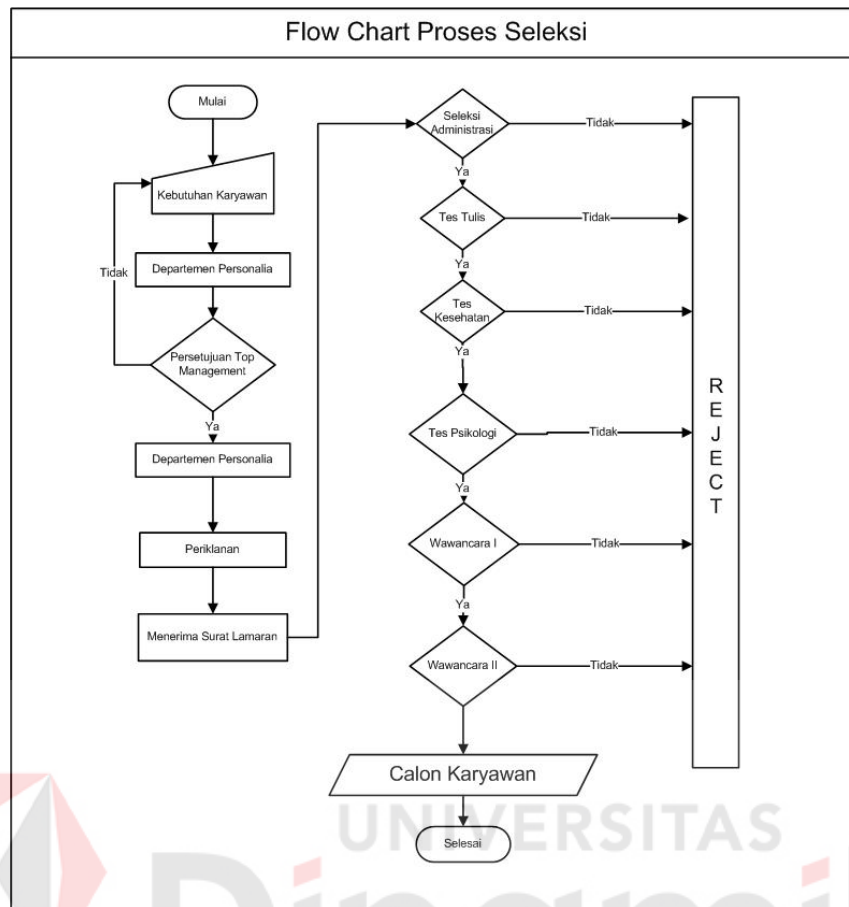 Flow Chart Proses Seleksi
Mulai
Kebutuhan Karyawan
Departemen Personalia
Tidak
Persetujuan Top
Management
Ya
Departemen Personalia
Periklanan
Menerima Surat Lamaran
Seleksi
Administrasi
Tidak
Ya
Tes Tulis
Tidak
Ya
Tes
Kesehatan
Tidak
Ya
Tes Psikologi
Tidak
Ya
Wawancara I
Tidak
Ya
Wawancara II
Tidak
Calon Karyawan
Selesai
R
E
J
E
C
T
UNIVERSITAS